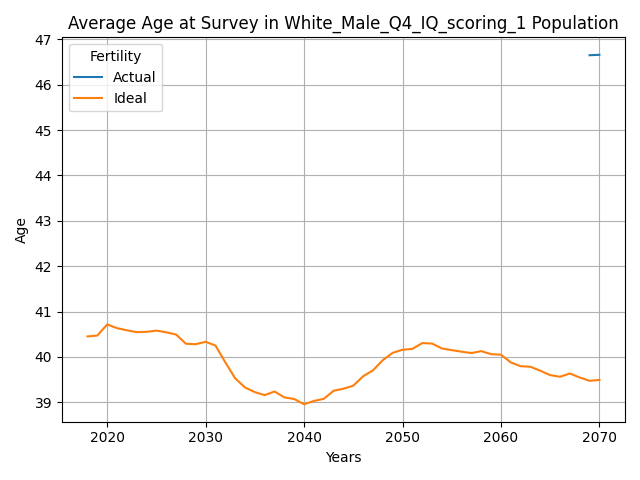 Average Age at Survey in White_Male_Q4_IQ_scoring_1 Population
Fertility
Actual
Ideal
47
46
45
44
43
42
41
40
39
Age
2020 2030 2040 2050 2060 2070
Years